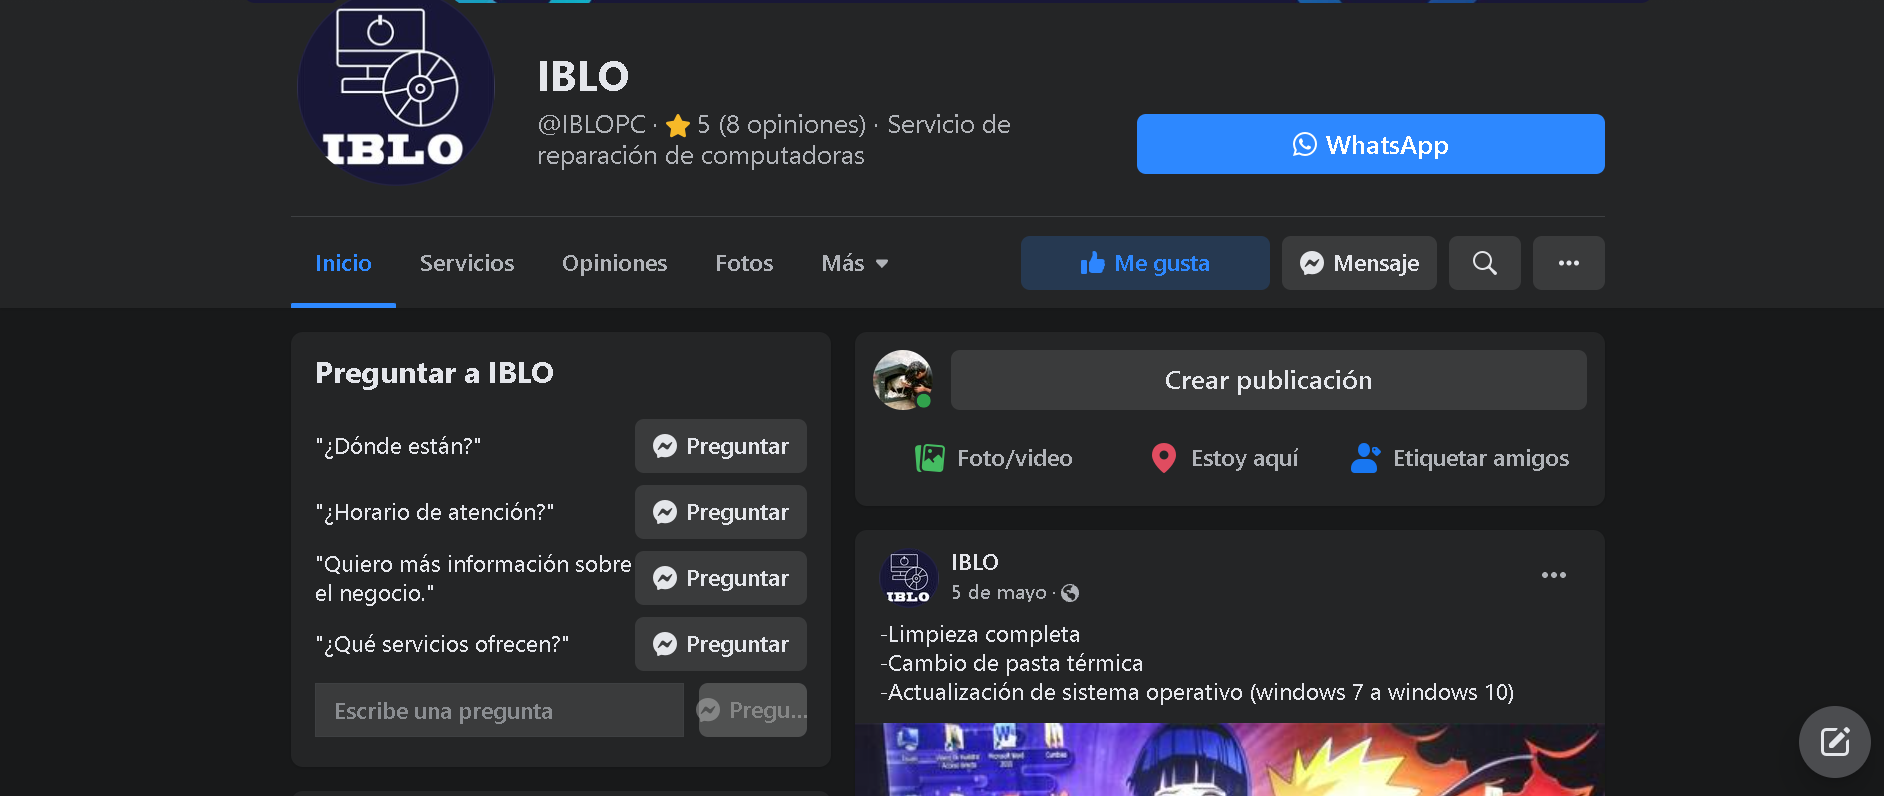 IBLO
IBLO
@IBLOPC · 5 (8 opiniones) · Servicio de
reparación de computadoras
WhatsApp
Inicio
Servicios
Opiniones
Fotos
Más
Me gusta
Mensaje
Preguntar a IBLO
"¿Dónde están?"
Preguntar
"¿Horario de atención?"
Preguntar
"Quiero más información sobre
el negocio."
Preguntar
"¿Qué servicios ofrecen?"
Preguntar
Escribe una pregunta
Pregu...
Crear publicación
Foto/video
Estoy aquí
Etiquetar amigos
IBLO
IBLO
5 de mayo ·
-Limpieza completa
-Cambio de pasta térmica
-Actualización de sistema operativo (windows 7 a windows 10)